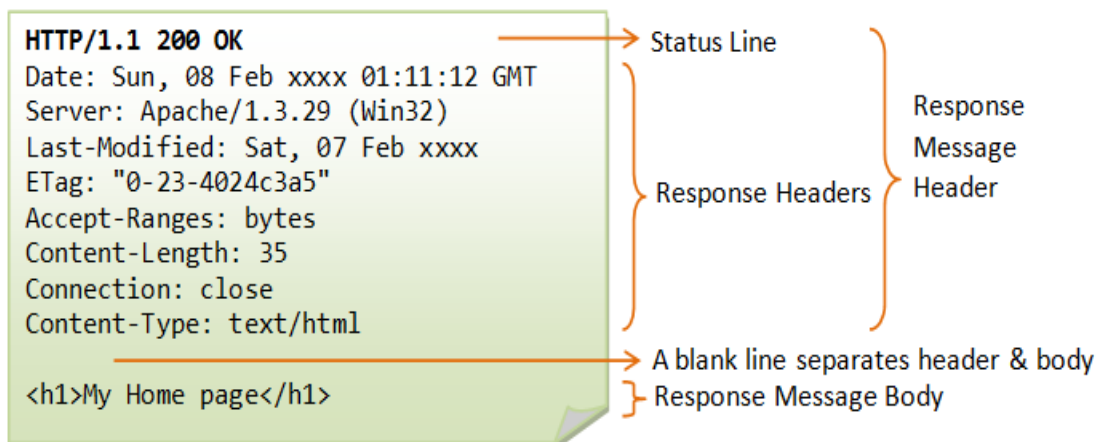 HTTP/1.1 200 OK
Date: Sun, 08 Feb xxxx 01:11:12 GMT
Server: Apache/1.3.29 (Win32)
Last-Modified: Sat, 07 Feb xxxx
ETag: "0-23-4024c3a5"
Accept-Ranges: bytes
Content-Length: 35
Connection: close
Content-Type: text/html
<h1>My Home page</h1>
Status Line
Response Headers
Response
Message
Header
A blank line separates header & body
Response Message Body